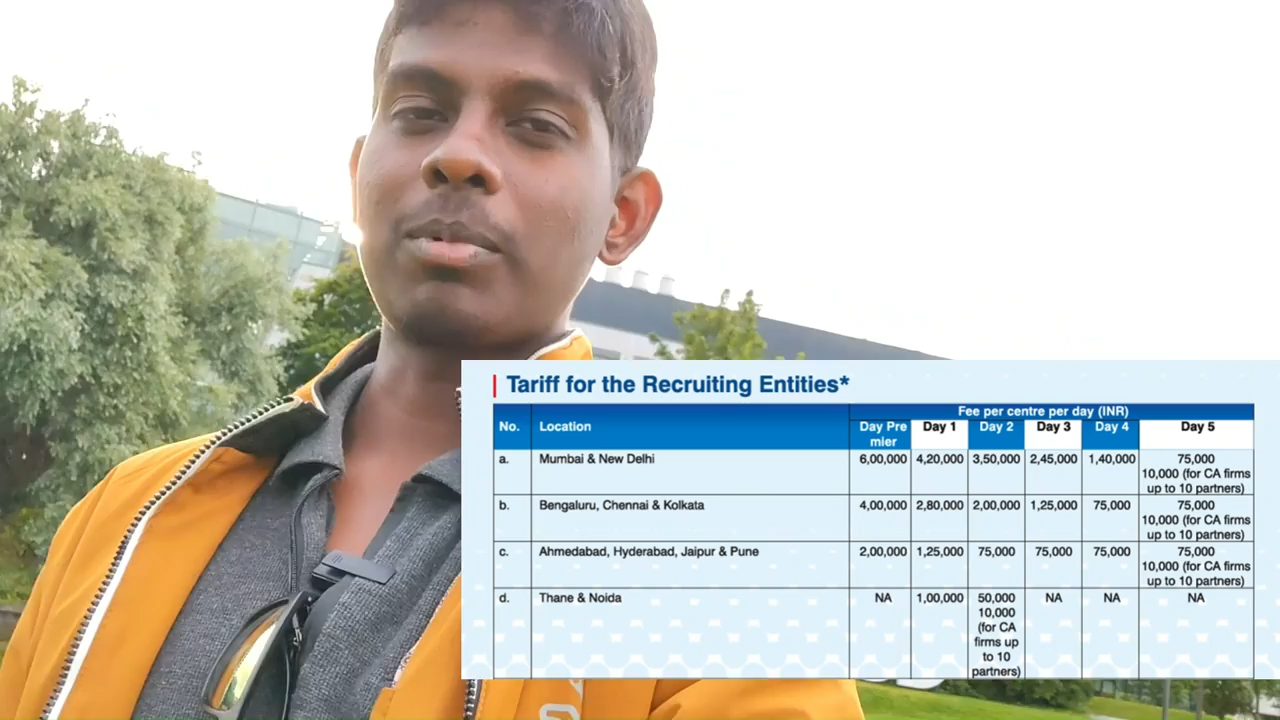 Tariff for the Recruiting Entities*
Fee per centre per day (INR)
No. Location Day Pre mier Day 1 Day 2 Day 3 Day 4 Day 5
a. Mumbai & New Delhi 6,00,000 4,20,000 3,50,000 2,45,000 1,40,000 75,000
10,000 (for CA firms
up to 10 partners)
b. Bengaluru, Chennai & Kolkata 4,00,000 2,80,000 2,00,000 1,25,000 75,000 75,000
10,000 (for CA firms
up to 10 partners)
c. Ahmedabad, Hyderabad, Jaipur & Pune 2,00,000 1,25,000 75,000 75,000 75,000 75,000
10,000 (for CA firms
up to 10 partners)
d. Thane & Noida NA 1,00,000 50,000 NA NA NA
10,000
(for CA
firms up
to 10
partners)